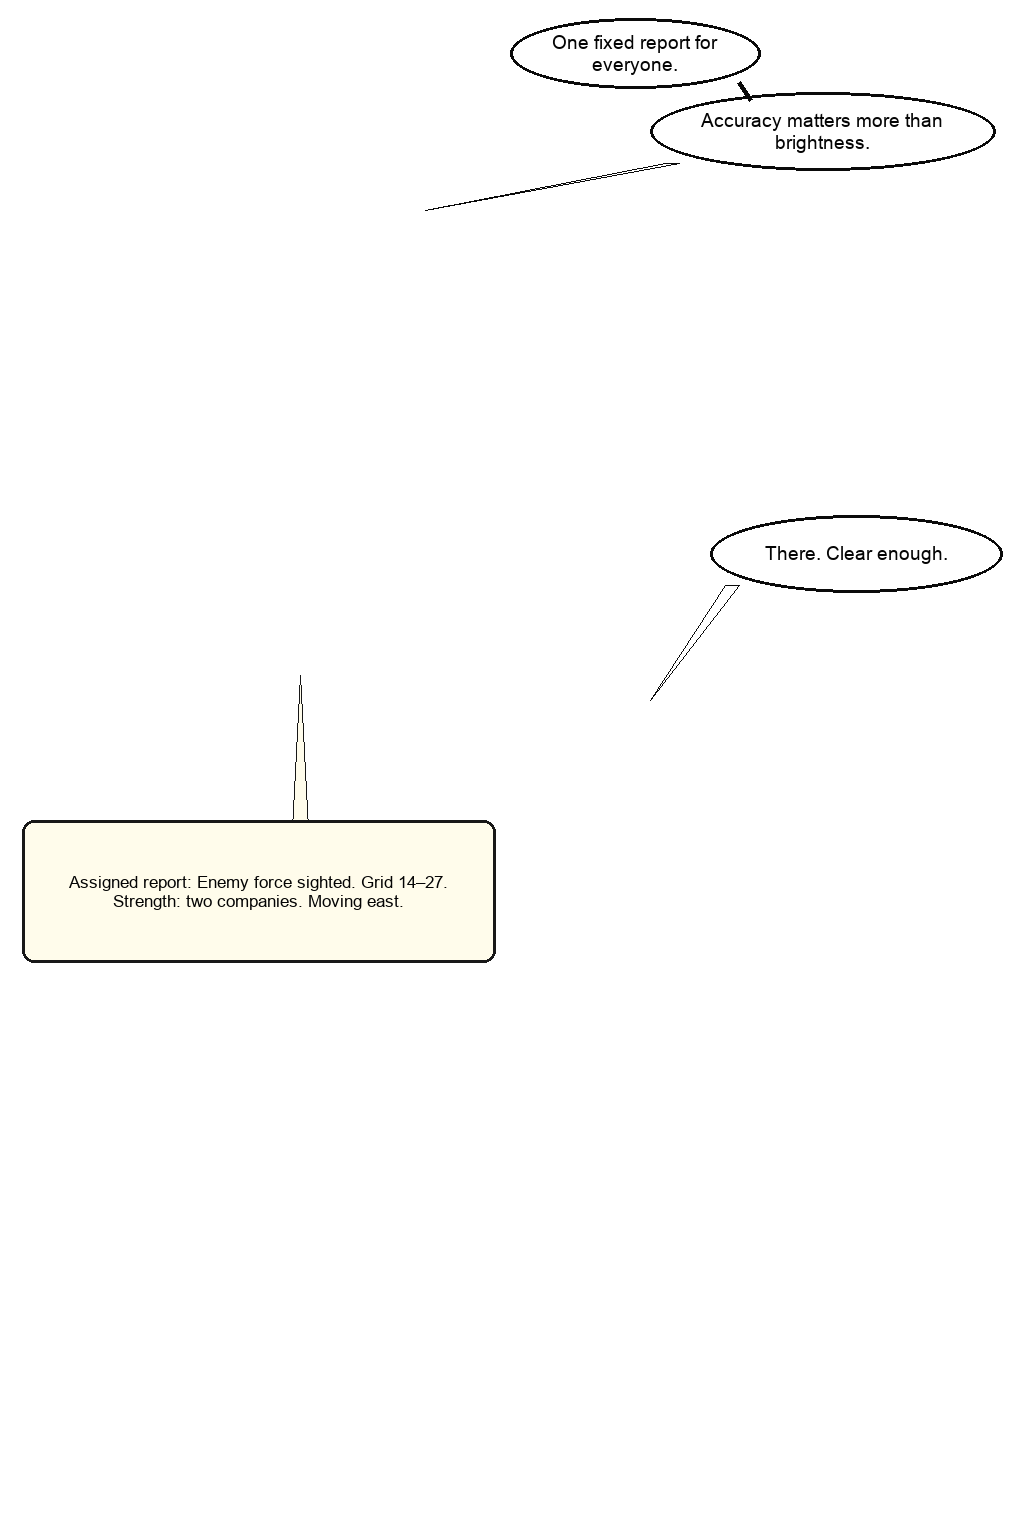 One fixed report for
everyone.
Accuracy matters more than
brightness.
There. Clear enough.
Assigned report: Enemy force sighted. Grid 14–27.
Strength: two companies. Moving east.